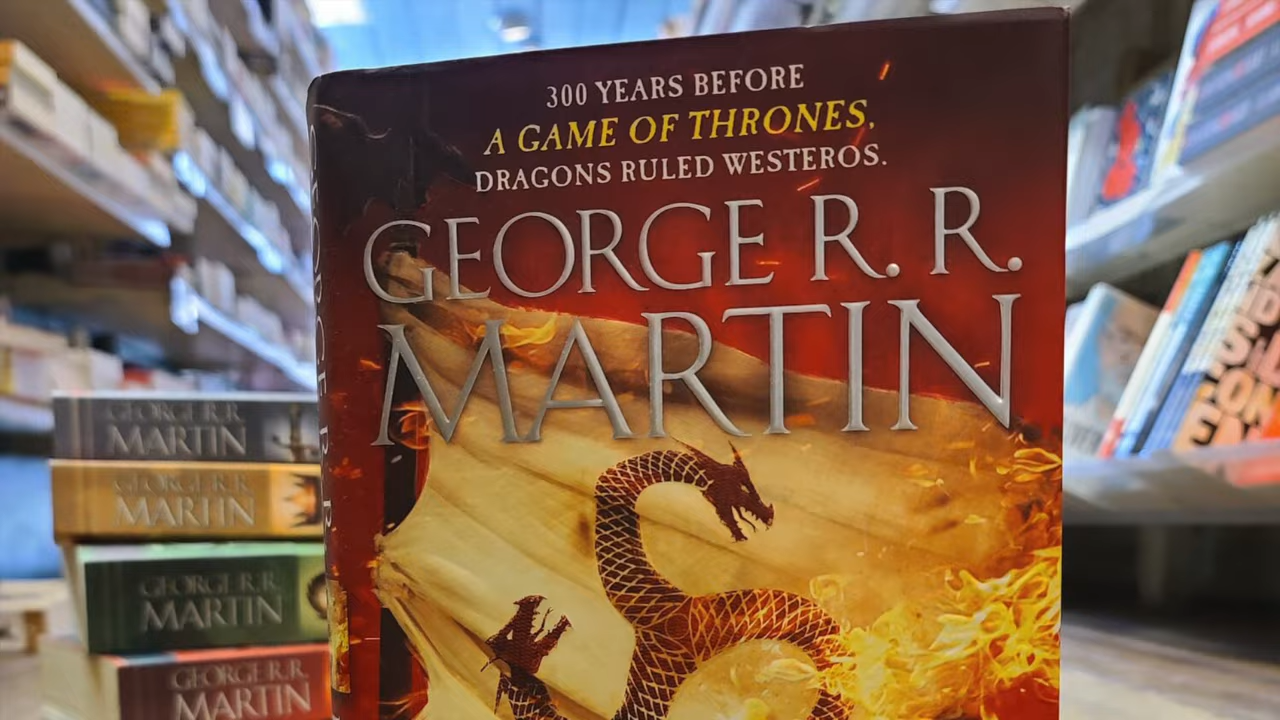 300 YEARS BEFORE
A GAME OF THRONES,
DRAGONS RULED WESTEROS.
GEORGE R. R.
MARTIN
GEORGE R.R.
MARTIN
GEORGE R.R.
MARTIN
GEORGE R.R.
MARTIN
GEORGE R.R.
MARTIN